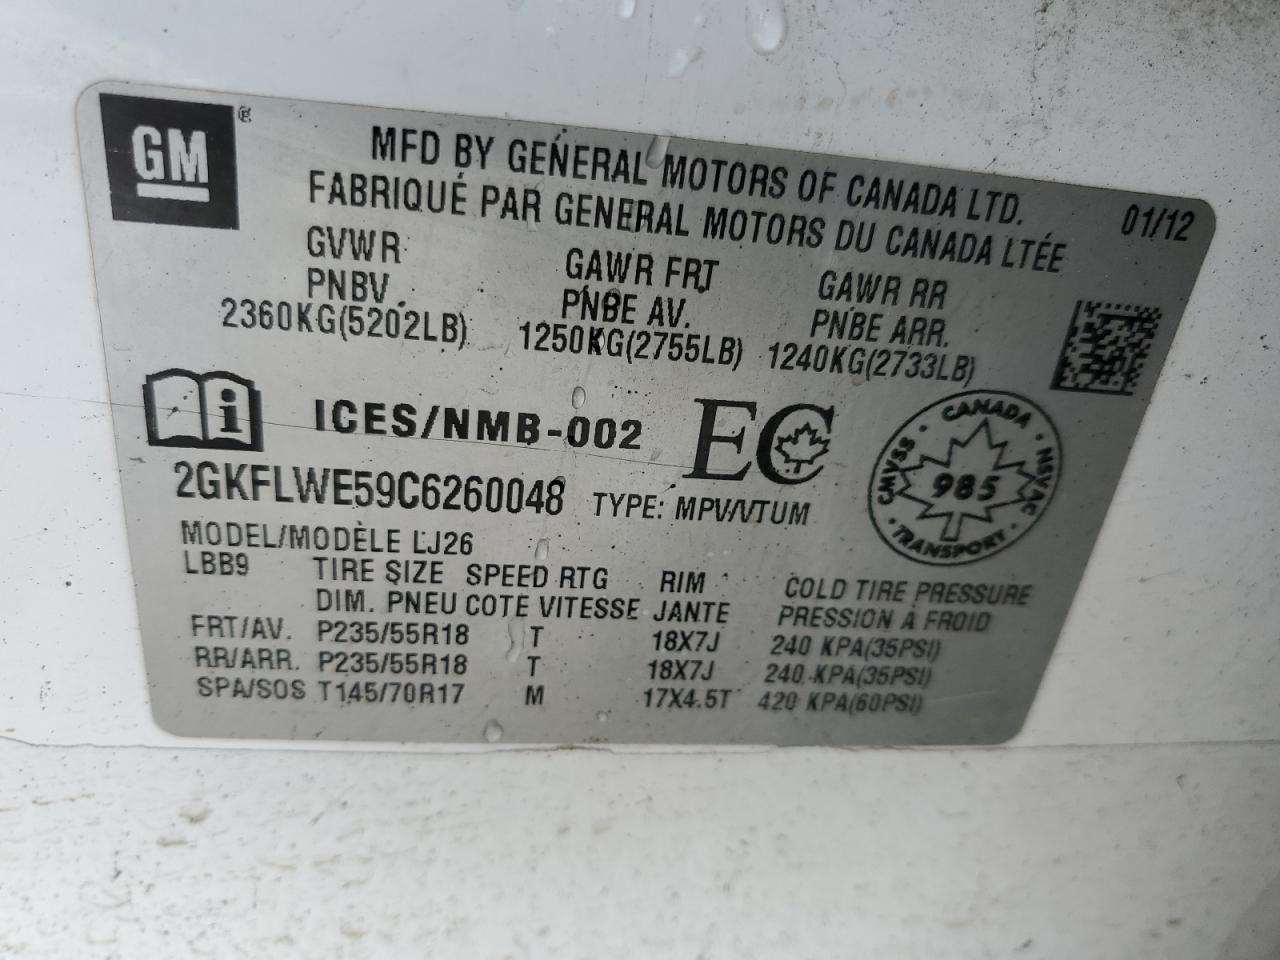 GM ®
MFD BY GENERAL MOTORS OF CANADA LTD. 01/12
FABRIQUÉ PAR GENERAL MOTORS DU CANADA LTÉE
GVWR GAWR FRT GAWR RR
PNBV PNBE AV. PNBE ARR.
2360KG(5202LB) 1250KG(2755LB) 1240KG(2733LB)
i ICES/NMB-002 EC
CANADA CMVSS 985 NSVAC TRANSPORT
2GKFLWE59C6260048 TYPE: MPV/VTUM
MODEL/MODÈLE LJ26
LBB9 TIRE SIZE SPEED RTG RIM COLD TIRE PRESSURE
DIM. PNEU COTE VITESSE JANTE PRESSION À FROID
FRT/AV. P235/55R18 T 18X7J 240 KPA(35PSI)
RR/ARR. P235/55R18 T 18X7J 240 KPA(35PSI)
SPA/SOS T145/70R17 M 17X4.5T 420 KPA(60PSI)